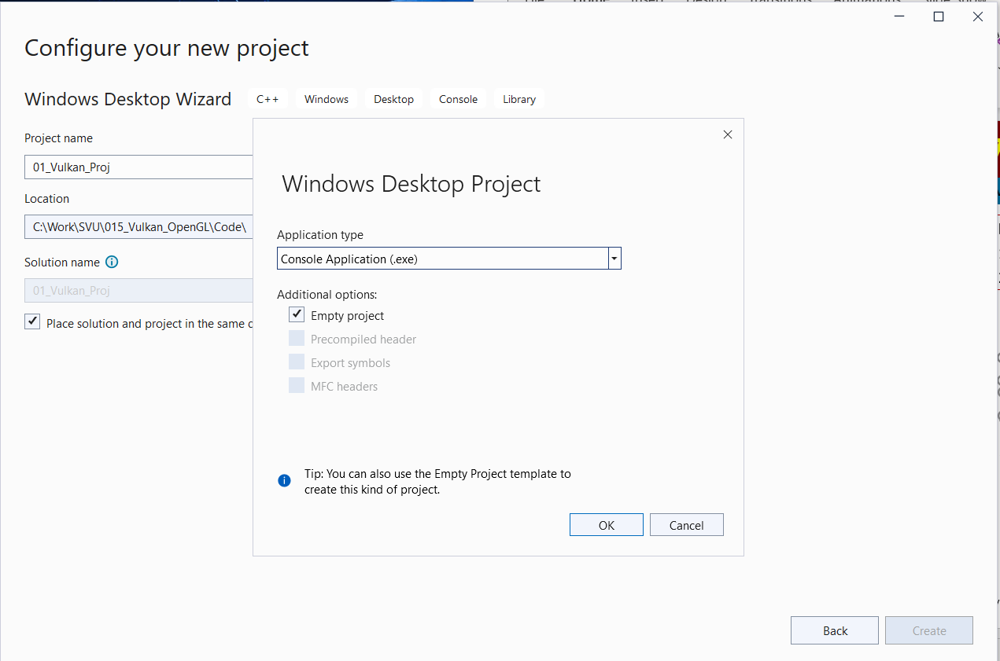 Configure your new project
Windows Desktop Wizard C++ Windows Desktop Console Library
Project name
01_Vulkan_Proj
Location
C:\Work\SVU\015_Vulkan_OpenGL\Code\
Solution name
01_Vulkan_Proj
Place solution and project in the same
Windows Desktop Project
Application type
Console Application (.exe)
Additional options:
Empty project
Precompiled header
Export symbols
MFC headers
Tip: You can also use the Empty Project template to
create this kind of project.
OK Cancel
Back Create